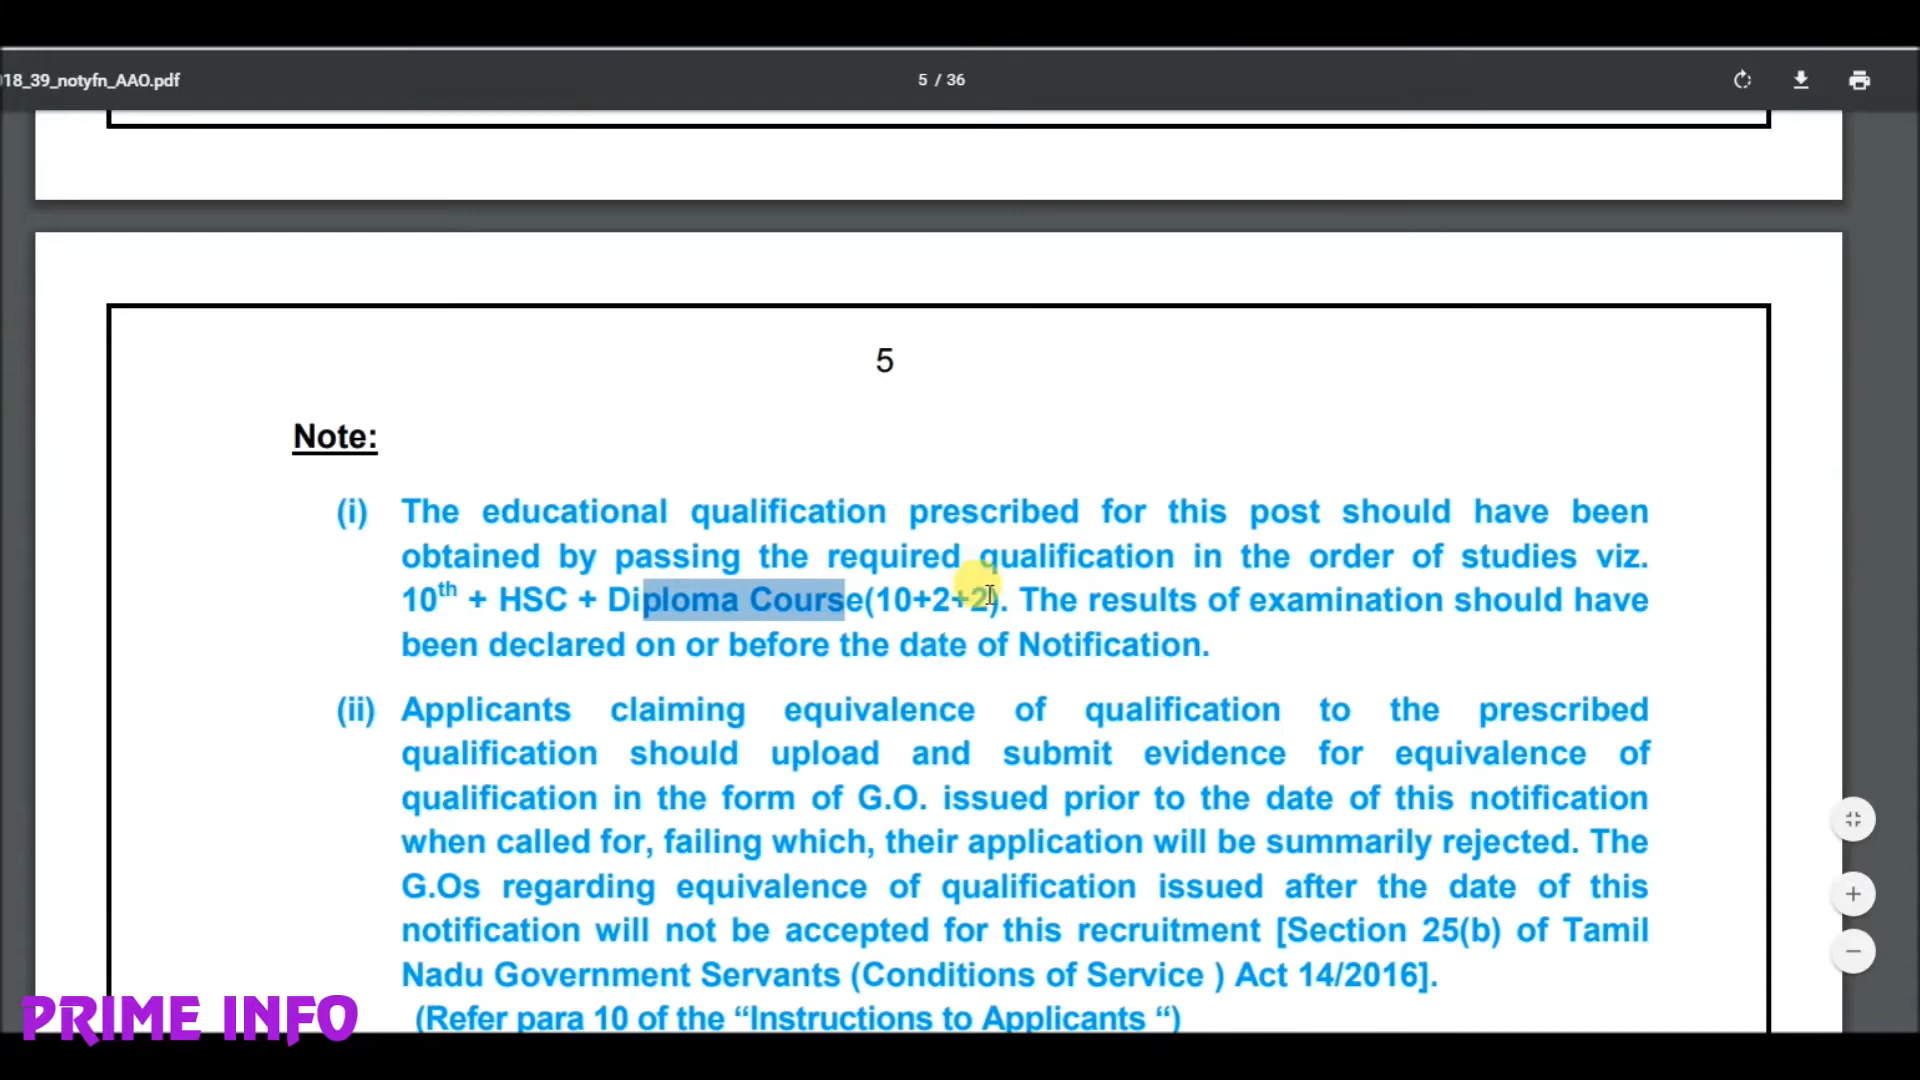 18_39_notyfn_AAO.pdf
5 / 36
5
Note:
(i) The educational qualification prescribed for this post should have been
obtained by passing the required qualification in the order of studies viz.
10th + HSC + Diploma Course(10+2+2). The results of examination should have
been declared on or before the date of Notification.
(ii) Applicants claiming equivalence of qualification to the prescribed
qualification should upload and submit evidence for equivalence of
qualification in the form of G.O. issued prior to the date of this notification
when called for, failing which, their application will be summarily rejected. The
G.Os regarding equivalence of qualification issued after the date of this
notification will not be accepted for this recruitment [Section 25(b) of Tamil
Nadu Government Servants (Conditions of Service ) Act 14/2016].
(Refer para 10 of the “Instructions to Applicants “)
PRIME INFO